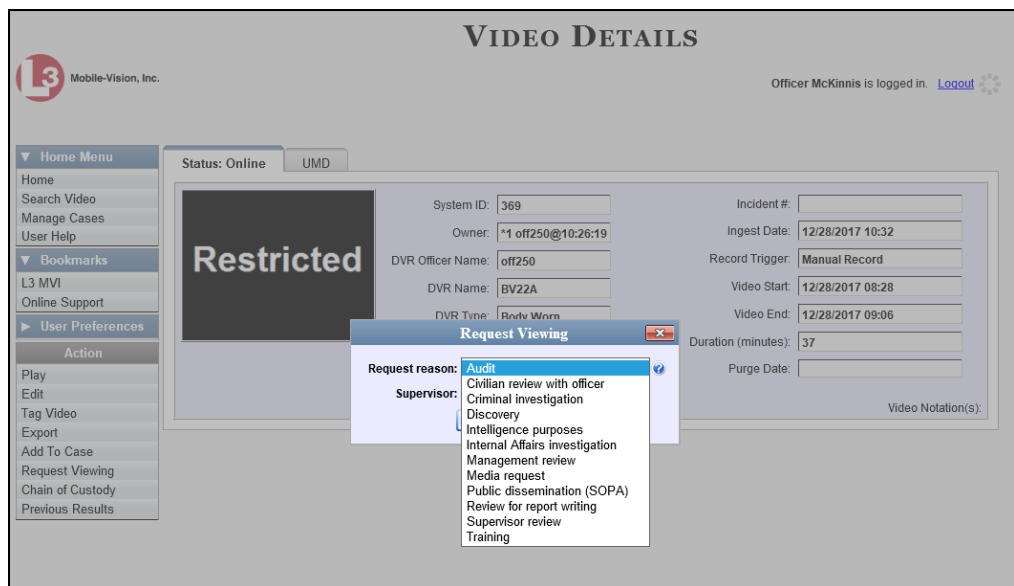 VIDEO DETAILS
L3 Mobile-Vision, Inc.
Officer McKinnis is logged in. Logout
▼ Home Menu
Home
Search Video
Manage Cases
User Help
▼ Bookmarks
L3 MVI
Online Support
► User Preferences
Action
Play
Edit
Tag Video
Export
Add To Case
Request Viewing
Chain of Custody
Previous Results
Status: Online UMD
Restricted
System ID: 369
Owner: *1 off250@10:26:19
DVR Officer Name: off250
DVR Name: BV22A
DVR Type: Body Worn
Incident #:
Ingest Date: 12/28/2017 10:32
Record Trigger: Manual Record
Video Start: 12/28/2017 08:28
Video End: 12/28/2017 09:06
Duration (minutes): 37
Purge Date:
Video Notation(s):
Request Viewing
Request reason: Audit
Supervisor:
Civilian review with officer
Criminal investigation
Discovery
Intelligence purposes
Internal Affairs investigation
Management review
Media request
Public dissemination (SOPA)
Review for report writing
Supervisor review
Training